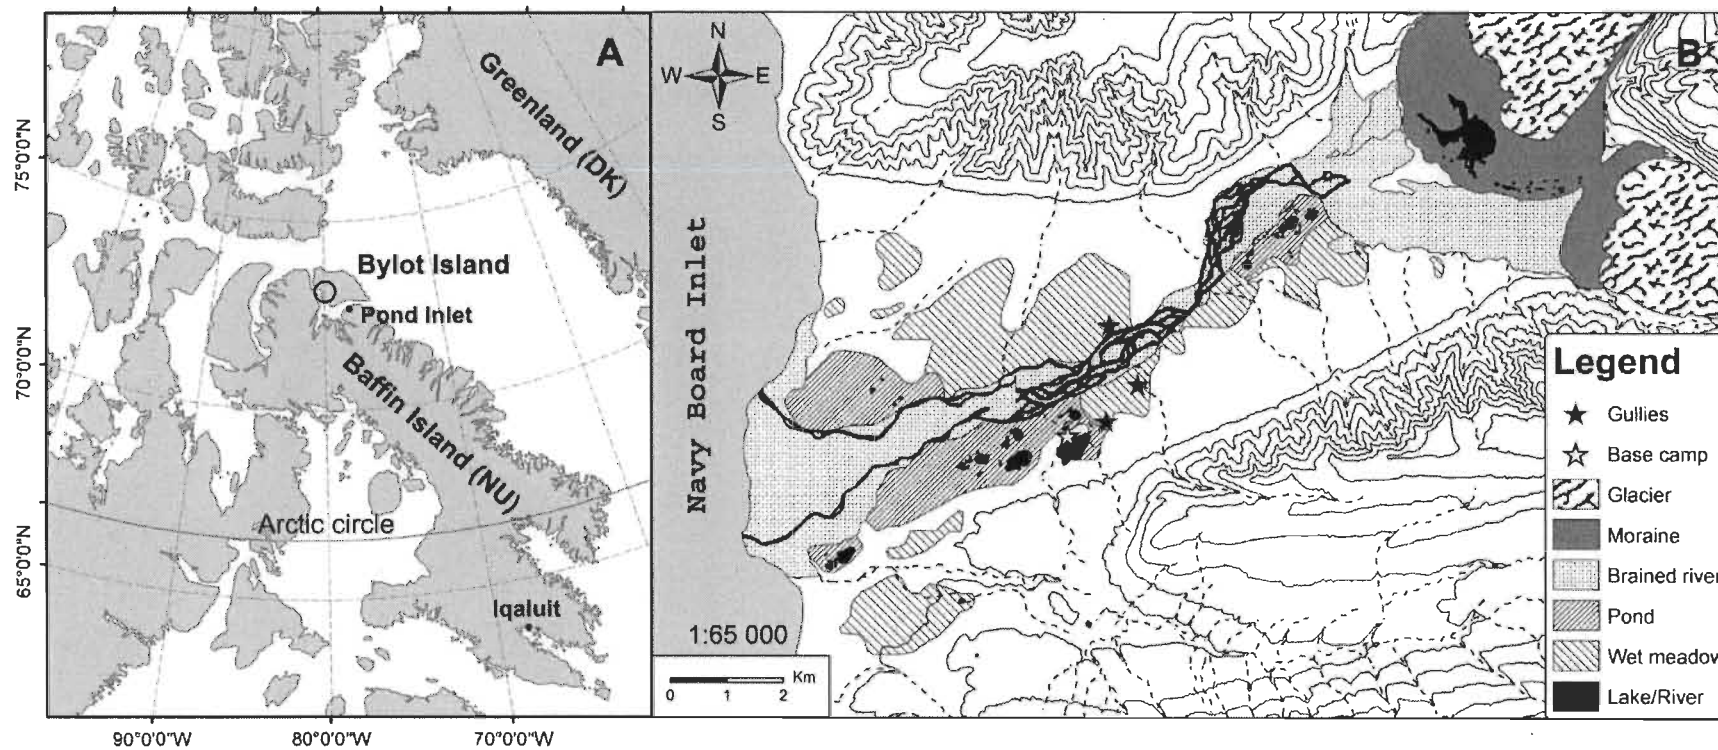 A
Greenland (DK)
Bylot Island
Pond Inlet
Baffin Island (NU)
Arctic circle
Iqaluit
75°0'0"N
70°0'0"N
65°0'0"N
90°0'0"W
80°0'0"W
70°0'0"W
B
N
W
E
S
Navy Board Inlet
1:65 000
Km
0 1 2
Legend
Gullies
Base camp
Glacier
Moraine
Brained river
Pond
Wet meadow
Lake/River